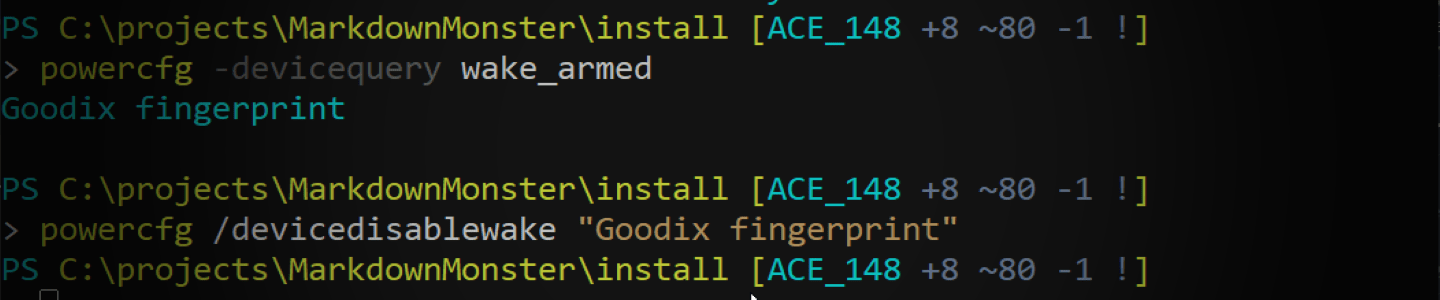 PS C:\projects\MarkdownMonster\install [ACE_148 +8 ~80 -1 !]
> powercfg -devicequery wake_armed
Goodix fingerprint
PS C:\projects\MarkdownMonster\install [ACE_148 +8 ~80 -1 !]
> powercfg /devicedisablewake "Goodix fingerprint"
PS C:\projects\MarkdownMonster\install [ACE_148 +8 ~80 -1 !]